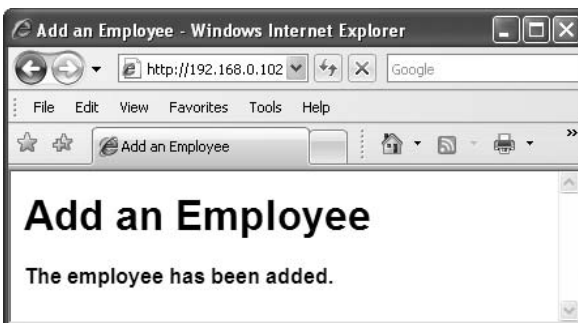 Add an Employee - Windows Internet Explorer
http://192.168.0.102
Google
File Edit View Favorites Tools Help
Add an Employee
»
Add an Employee
The employee has been added.